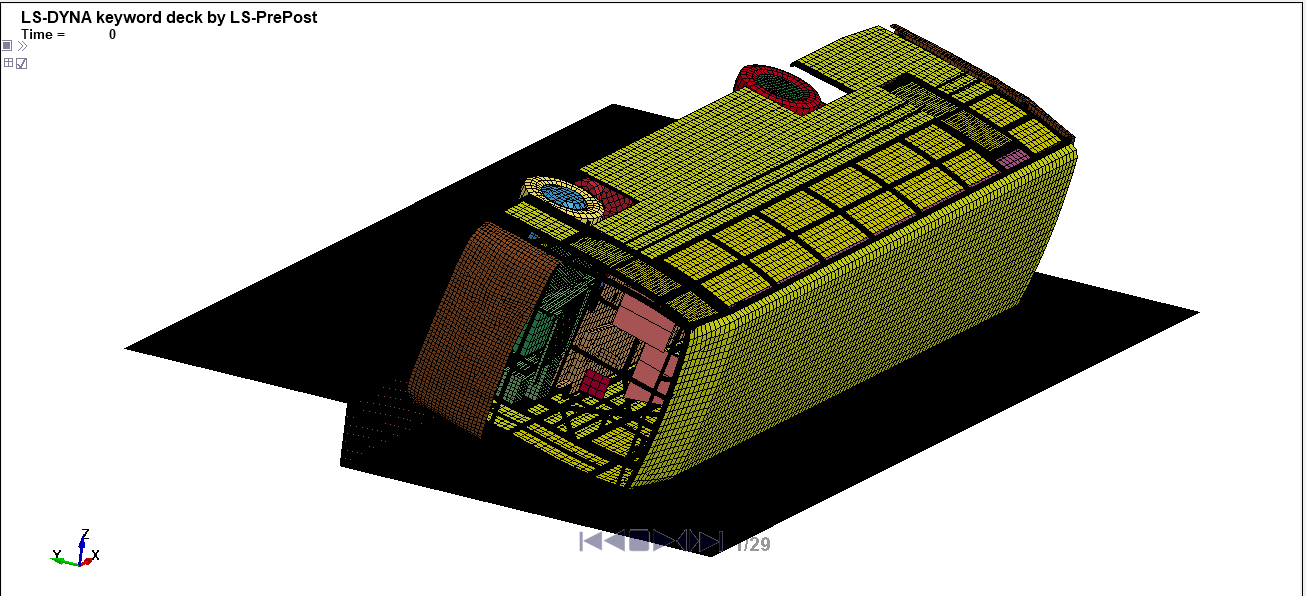 LS-DYNA keyword deck by LS-PrePost
Time = 0
Z
Y X
1/29